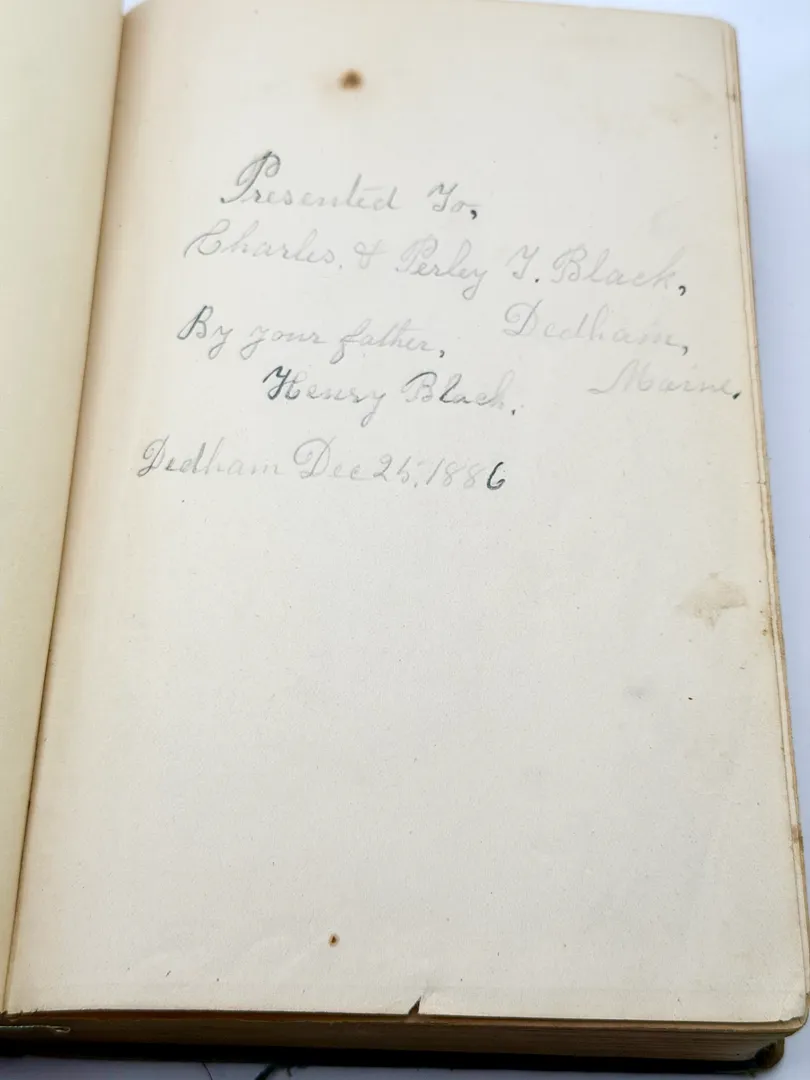 Presented To,
Charles. & Perley T. Black,
Dedham,
Maine.
By your father,
Henry Black.
Dedham Dec 25, 1886